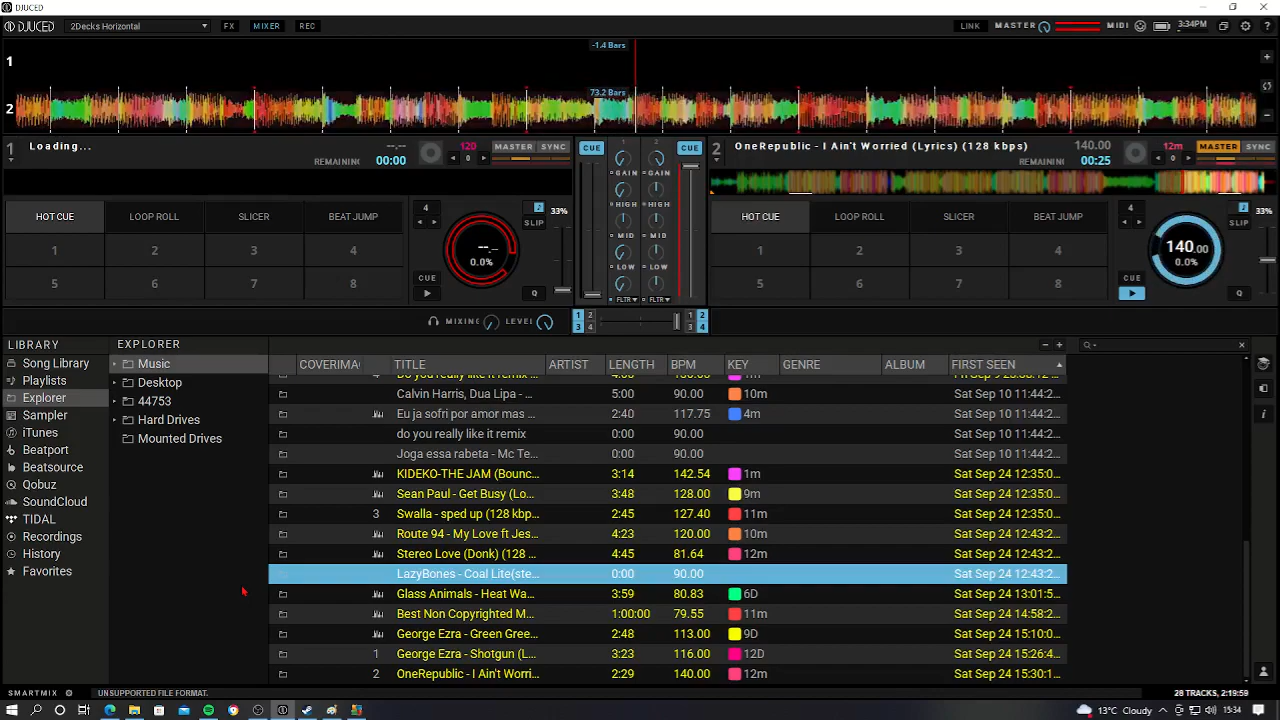 DJUCED
DJUCED 2Decks Horizontal FX MIXER REC LINK MASTER MIDI 3:34PM ?
-1.4 Bars
1
73.2 Bars
2
1 Loading... --.-- 120 MASTER SYNC
REMAINING 00:00 0
CUE 1 2 CUE
GAIN GAIN
HIGH HIGH
MID MID
LOW LOW
FLTR FLTR
2 OneRepublic - I Ain't Worried (Lyrics) (128 kbps) 140.00 12m MASTER SYNC
REMAINING 00:25 0
HOT CUE LOOP ROLL SLICER BEAT JUMP 4 SLIP 33%
1 2 3 4 --.-
0.0%
5 6 7 8 CUE Q
HOT CUE LOOP ROLL SLICER BEAT JUMP 4 SLIP 33%
1 2 3 4 140.00
0.0%
5 6 7 8 CUE Q
MIXING LEVEL 1 2 3 4 1 2 3 4
LIBRARY
Song Library
Playlists
Explorer
Sampler
iTunes
Beatport
Beatsource
Qobuz
SoundCloud
TIDAL
Recordings
History
Favorites
EXPLORER
Music
Desktop
44753
Hard Drives
Mounted Drives
COVERIMA TITLE ARTIST LENGTH BPM KEY GENRE ALBUM FIRST SEEN
Calvin Harris, Dua Lipa - ... 5:00 90.00 10m Sat Sep 10 11:44:2...
Eu ja sofri por amor mas ... 2:40 117.75 4m Sat Sep 10 11:44:2...
do you really like it remix 0:00 90.00 Sat Sep 10 11:44:2...
Joga essa rabeta - Mc Te... 0:00 90.00 Sat Sep 10 11:44:2...
KIDEKO-THE JAM (Bounc... 3:14 142.54 1m Sat Sep 24 12:35:0...
Sean Paul - Get Busy (Lo... 3:48 128.00 9m Sat Sep 24 12:35:0...
3 Swalla - sped up (128 kbp... 2:45 127.40 11m Sat Sep 24 12:35:0...
Route 94 - My Love ft Jes... 4:20 120.00 10m Sat Sep 24 12:43:2...
Stereo Love (Donk) (128 ... 4:45 81.64 12m Sat Sep 24 12:43:2...
LazyBones - Coal Lite(ste... 0:00 90.00 Sat Sep 24 12:43:2...
Glass Animals - Heat Wa... 3:59 80.83 6D Sat Sep 24 13:01:5...
Best Non Copyrighted M... 1:00:00 79.55 11m Sat Sep 24 14:58:2...
George Ezra - Green Gree... 2:48 113.00 9D Sat Sep 24 15:10:0...
1 George Ezra - Shotgun (L... 3:23 116.00 12D Sat Sep 24 15:26:4...
2 OneRepublic - I Ain't Worri... 2:29 140.00 12m Sat Sep 24 15:30:1...
SMARTMIX UNSUPPORTED FILE FORMAT. 28 TRACKS, 2:19:59
13°C Cloudy 15:34